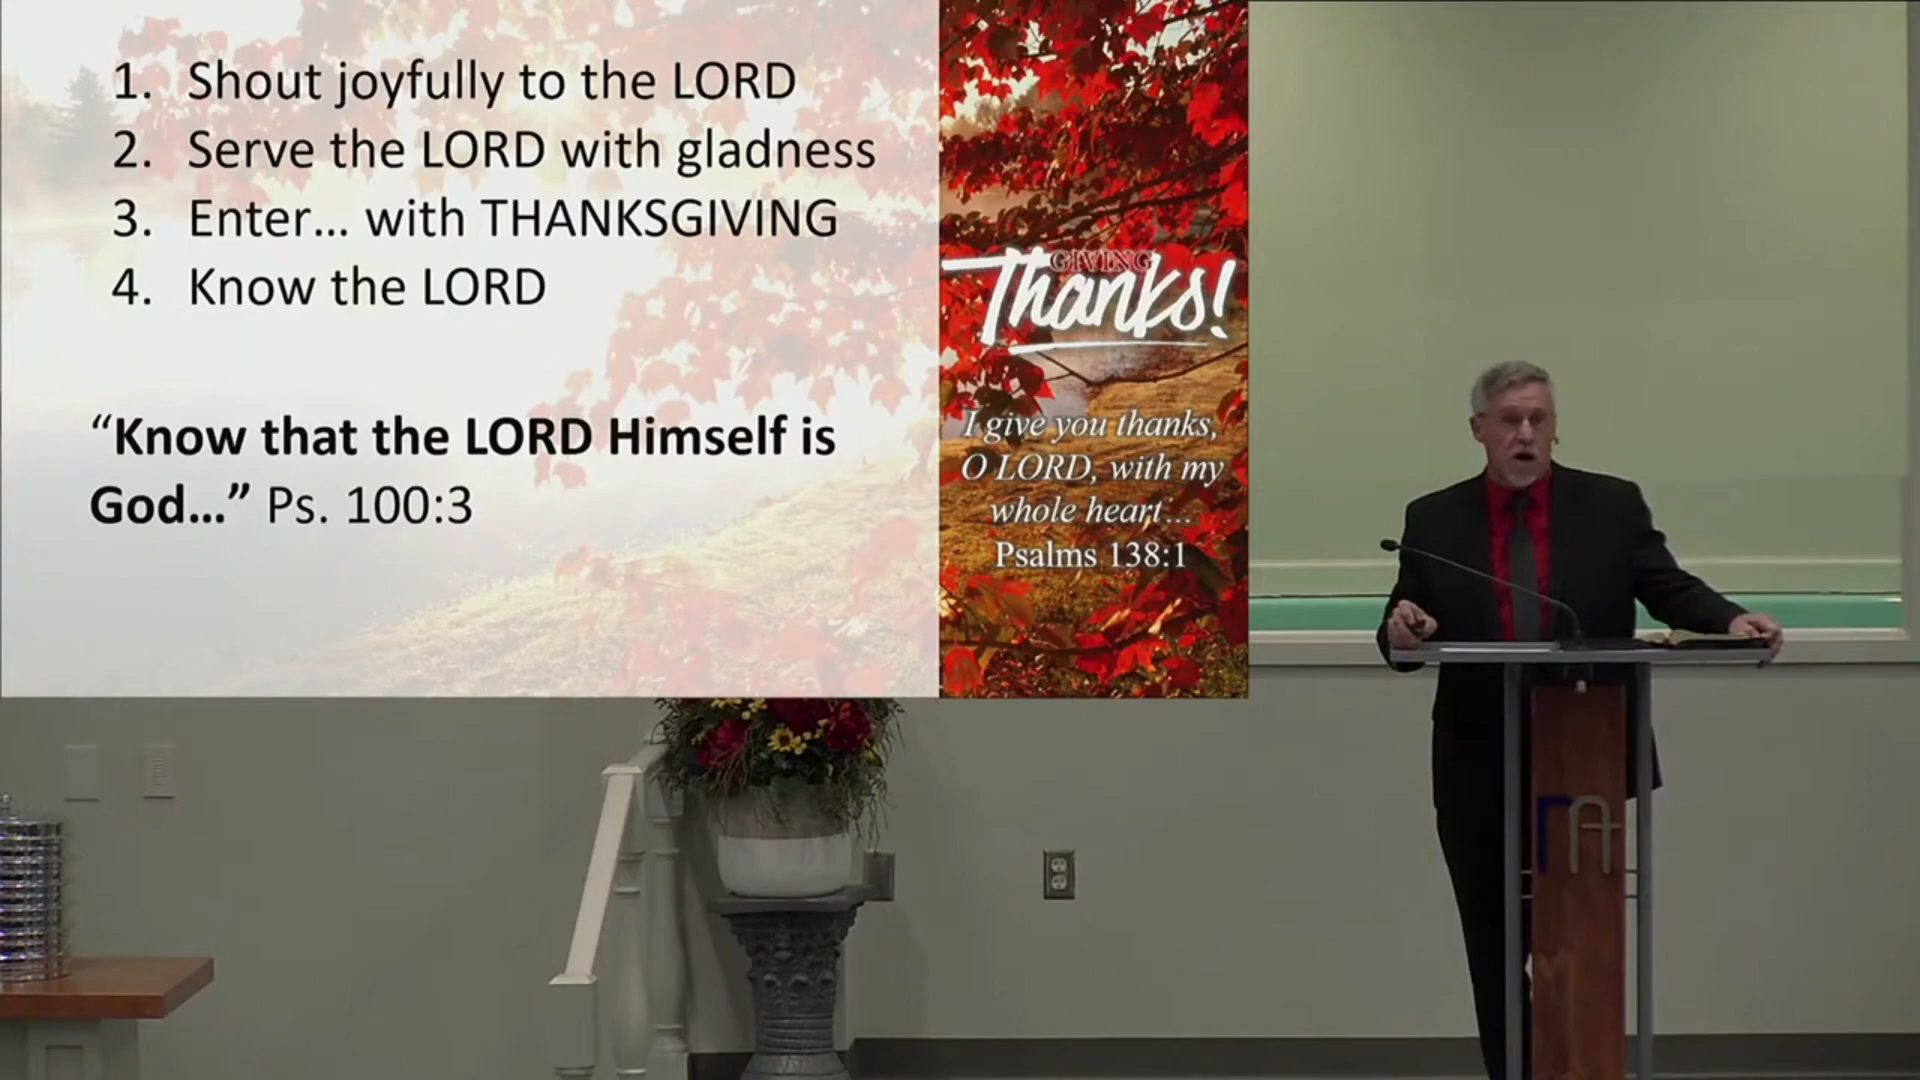 1. Shout joyfully to the LORD
2. Serve the LORD with gladness
3. Enter... with THANKSGIVING
4. Know the LORD
“Know that the LORD Himself is
God...” Ps. 100:3
GIVING
Thanks!
I give you thanks,
O LORD, with my
whole heart...
Psalms 138:1